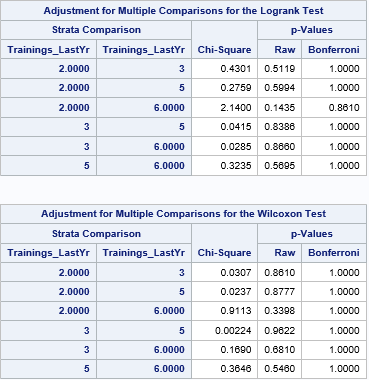 Adjustment for Multiple Comparisons for the Logrank Test
Strata Comparison p-Values
Trainings_LastYr Trainings_LastYr Chi-Square Raw Bonferroni
2.0000 3 0.4301 0.5119 1.0000
2.0000 5 0.2759 0.5994 1.0000
2.0000 6.0000 2.1400 0.1435 0.8610
3 5 0.0415 0.8386 1.0000
3 6.0000 0.0285 0.8660 1.0000
5 6.0000 0.3235 0.5695 1.0000
Adjustment for Multiple Comparisons for the Wilcoxon Test
Strata Comparison p-Values
Trainings_LastYr Trainings_LastYr Chi-Square Raw Bonferroni
2.0000 3 0.0307 0.8610 1.0000
2.0000 5 0.0237 0.8777 1.0000
2.0000 6.0000 0.9113 0.3398 1.0000
3 5 0.00224 0.9622 1.0000
3 6.0000 0.1690 0.6810 1.0000
5 6.0000 0.3646 0.5460 1.0000